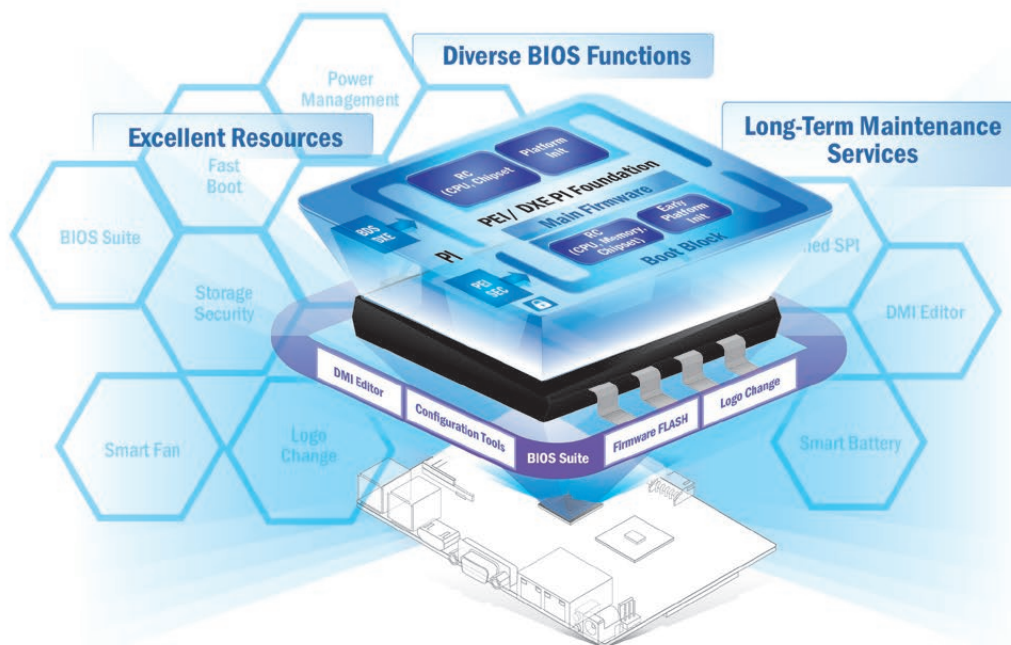 Diverse BIOS Functions
Power
Management
Excellent Resources
Long-Term Maintenance
Services
Fast
Boot
BIOS Suite
Storage
Security
Smart Fan
Logo
Change
SPI
DMI Editor
Smart Battery
RC
(CPU, Chipset
Platform
Init
PEI/ DXE PI Foundation
Main Firmware
BDS
DXE
PI
RC
(CPU, Memory,
Chipset)
Early
Platform
Init.
Boot Block
PEI
SEC
DMI Editor
Configuration Tools
BIOS Suite
Firmware FLASH
Logo Change